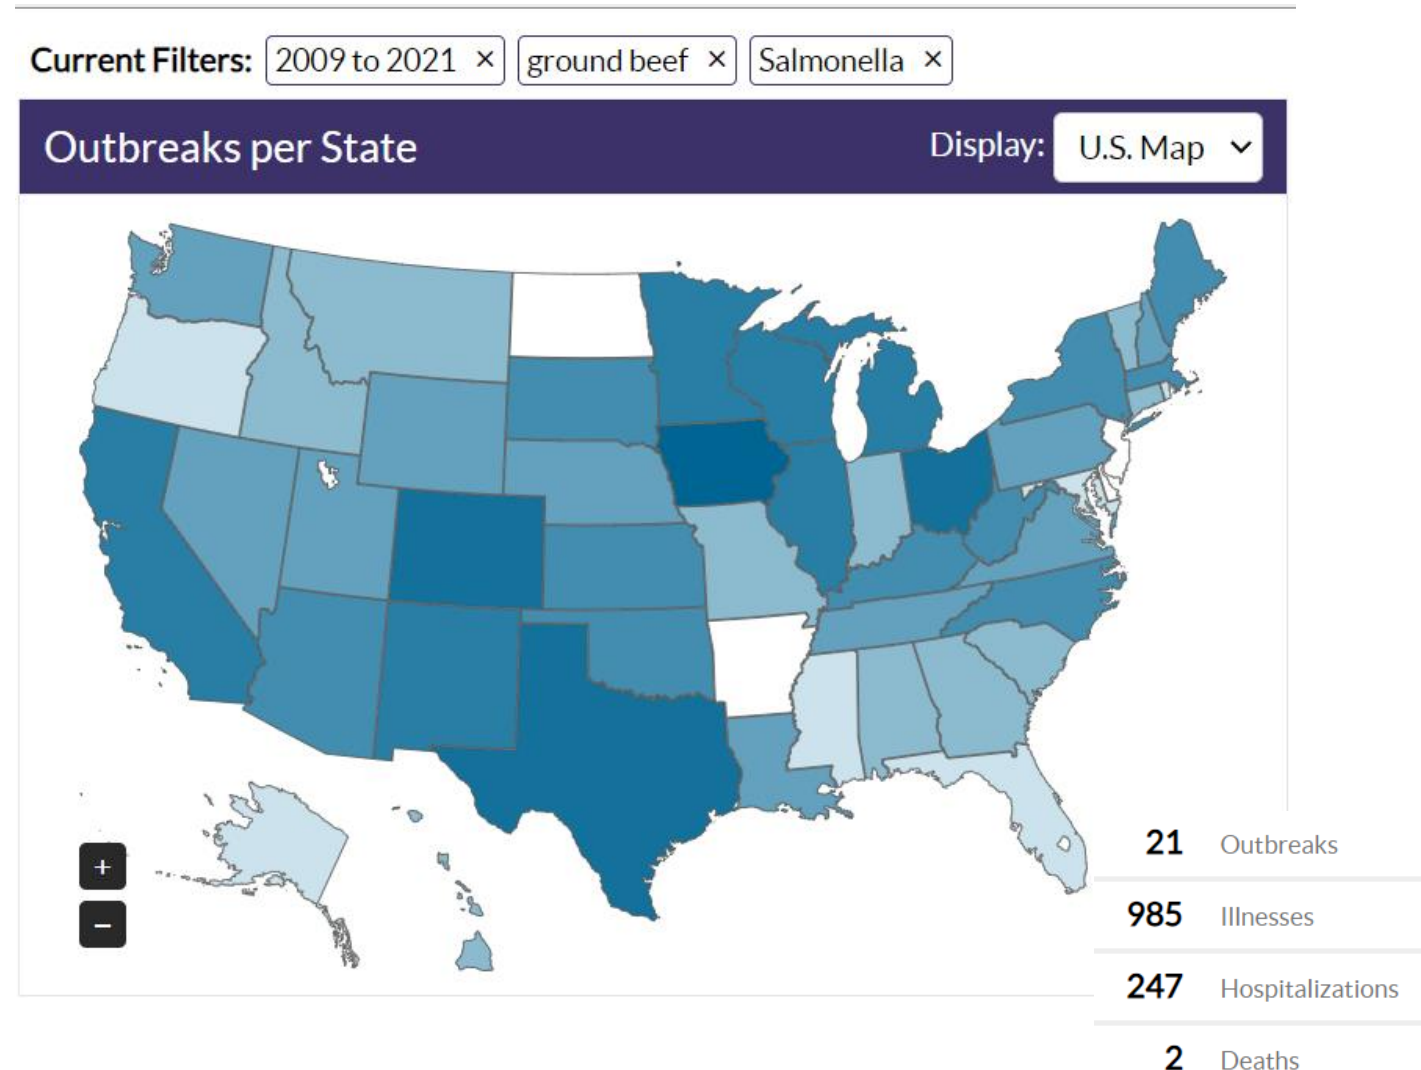 Current Filters: 2009 to 2021 × ground beef × Salmonella ×
Outbreaks per State Display: U.S. Map
+
−
21 Outbreaks
985 Illnesses
247 Hospitalizations
2 Deaths